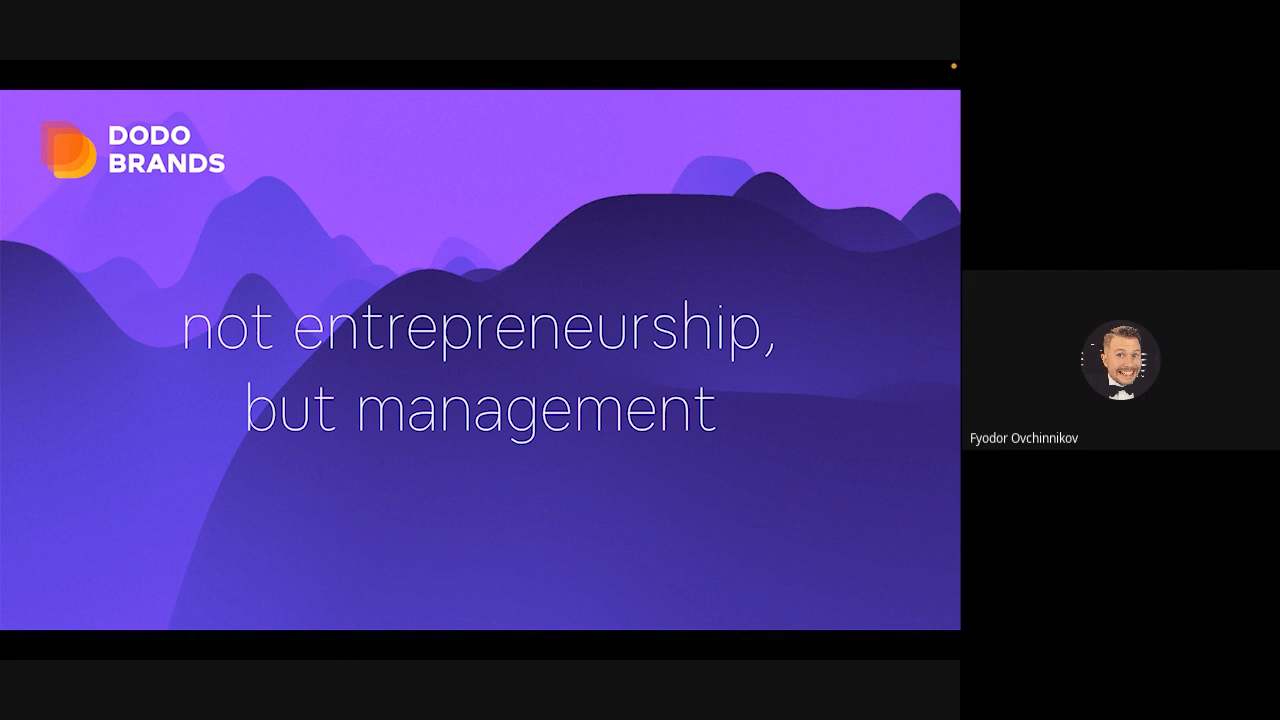 DODO
BRANDS
not entrepreneurship,
but management
Fyodor Ovchinnikov